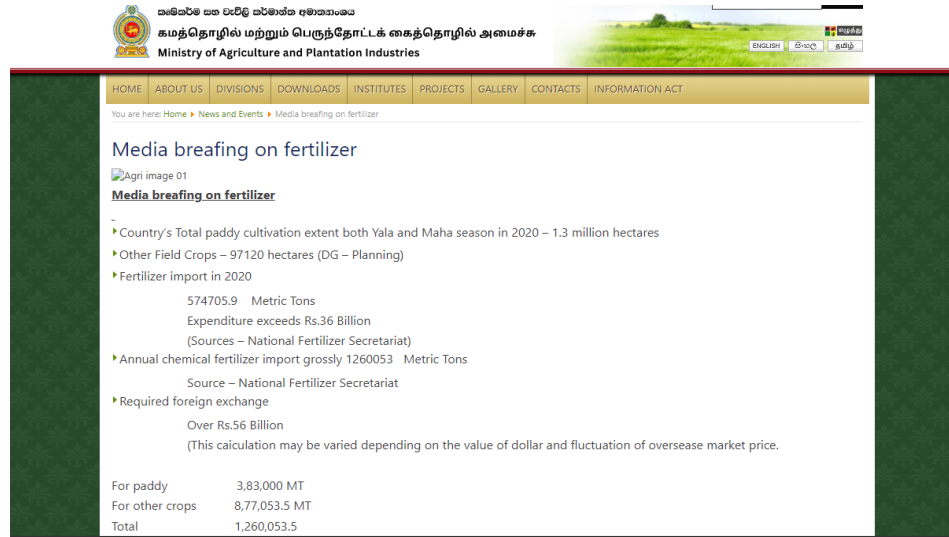 කෘෂිකර්ම සහ වැවිලි කර්මාන්ත අමාත්‍යාංශය
கமத்தொழில் மற்றும் பெருந்தோட்டக் கைத்தொழில் அமைச்சு
Ministry of Agriculture and Plantation Industries
எழுத்து
ENGLISH සිංහල தமிழ்
HOME ABOUT US DIVISIONS DOWNLOADS INSTITUTES PROJECTS GALLERY CONTACTS INFORMATION ACT
You are here: Home News and Events Media breafing on fertilizer
Media breafing on fertilizer
Agri image 01
Media breafing on fertilizer
Country's Total paddy cultivation extent both Yala and Maha season in 2020 – 1.3 million hectares
Other Field Crops – 97120 hectares (DG – Planning)
Fertilizer import in 2020
574705.9 Metric Tons
Expenditure exceeds Rs.36 Billion
(Sources – National Fertilizer Secretariat)
Annual chemical fertilizer import grossly 1260053 Metric Tons
Source – National Fertilizer Secretariat
Required foreign exchange
Over Rs.56 Billion
(This caiculation may be varied depending on the value of dollar and fluctuation of oversease market price.
For paddy 3,83,000 MT
For other crops 8,77,053.5 MT
Total 1,260,053.5